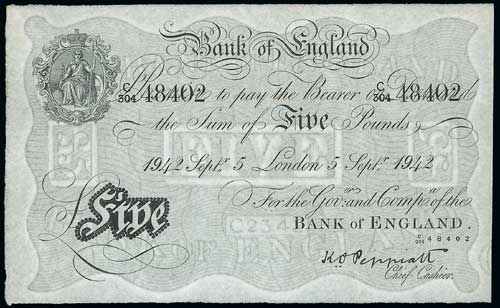 Bank of England
C/304 48402 C/304 48402
to pay the Bearer on Demand
the Sum of Five Pounds
1942 Septr 5 London 5 Septr 1942
For the Govr and Compa of the
Five BANK OF ENGLAND.
C/304 48402
K O Peppiatt
Chief Cashier.